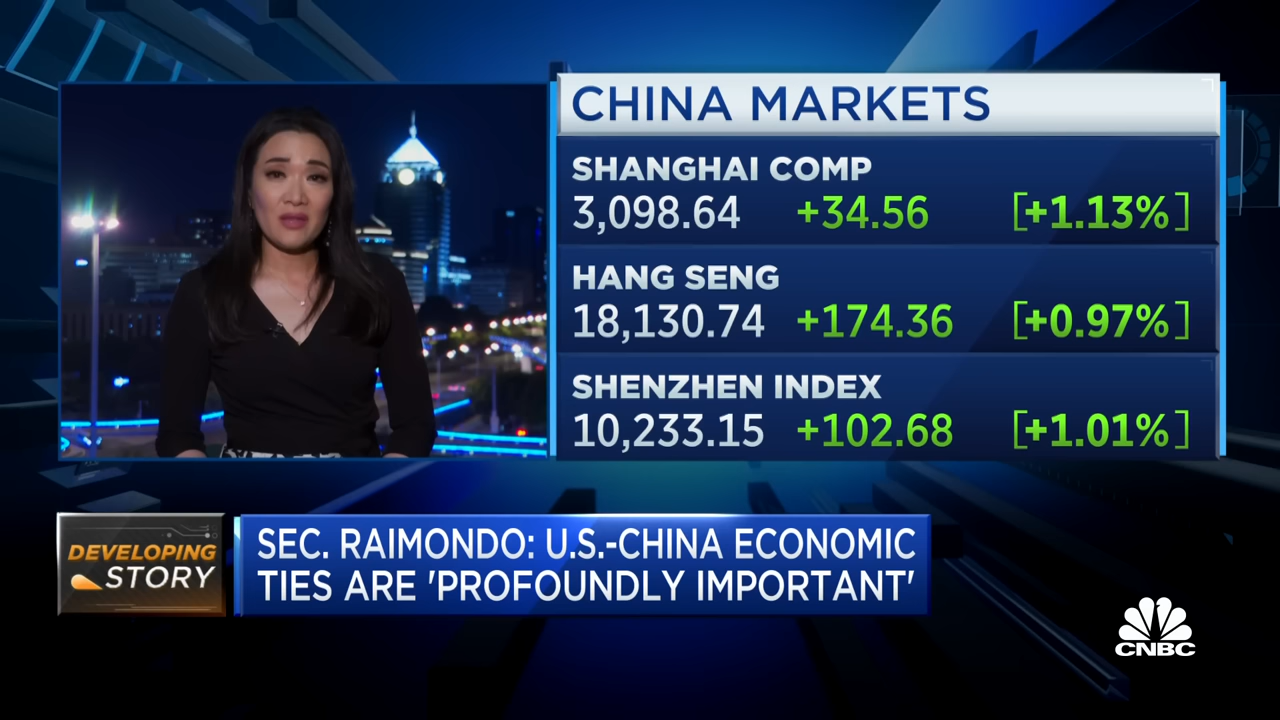 CHINA MARKETS
SHANGHAI COMP
3,098.64 +34.56 [+1.13%]
HANG SENG
18,130.74 +174.36 [+0.97%]
SHENZHEN INDEX
10,233.15 +102.68 [+1.01%]
DEVELOPING
STORY
SEC. RAIMONDO: U.S.-CHINA ECONOMIC
TIES ARE 'PROFOUNDLY IMPORTANT'
CNBC